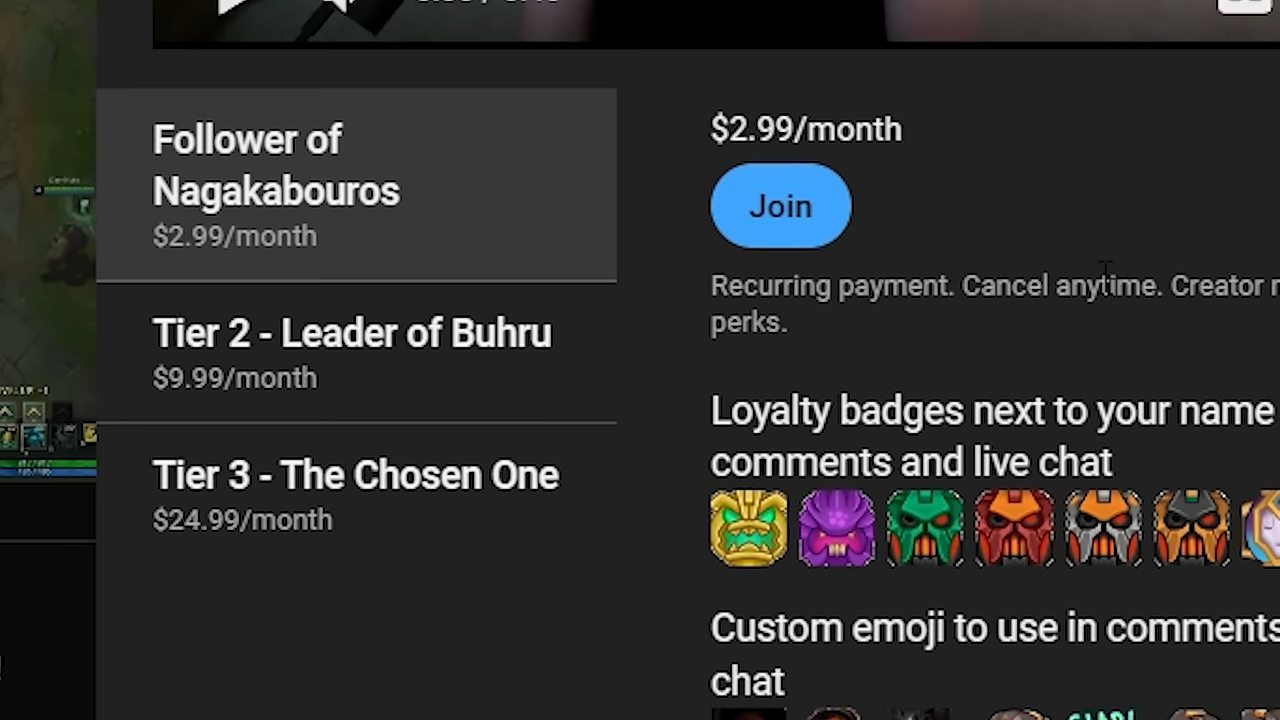 Follower of
Nagakabouros
$2.99/month
Tier 2 - Leader of Buhru
$9.99/month
Tier 3 - The Chosen One
$24.99/month
$2.99/month
Join
Recurring payment. Cancel anytime. Creator
perks.
Loyalty badges next to your name
comments and live chat
Custom emoji to use in comments
chat